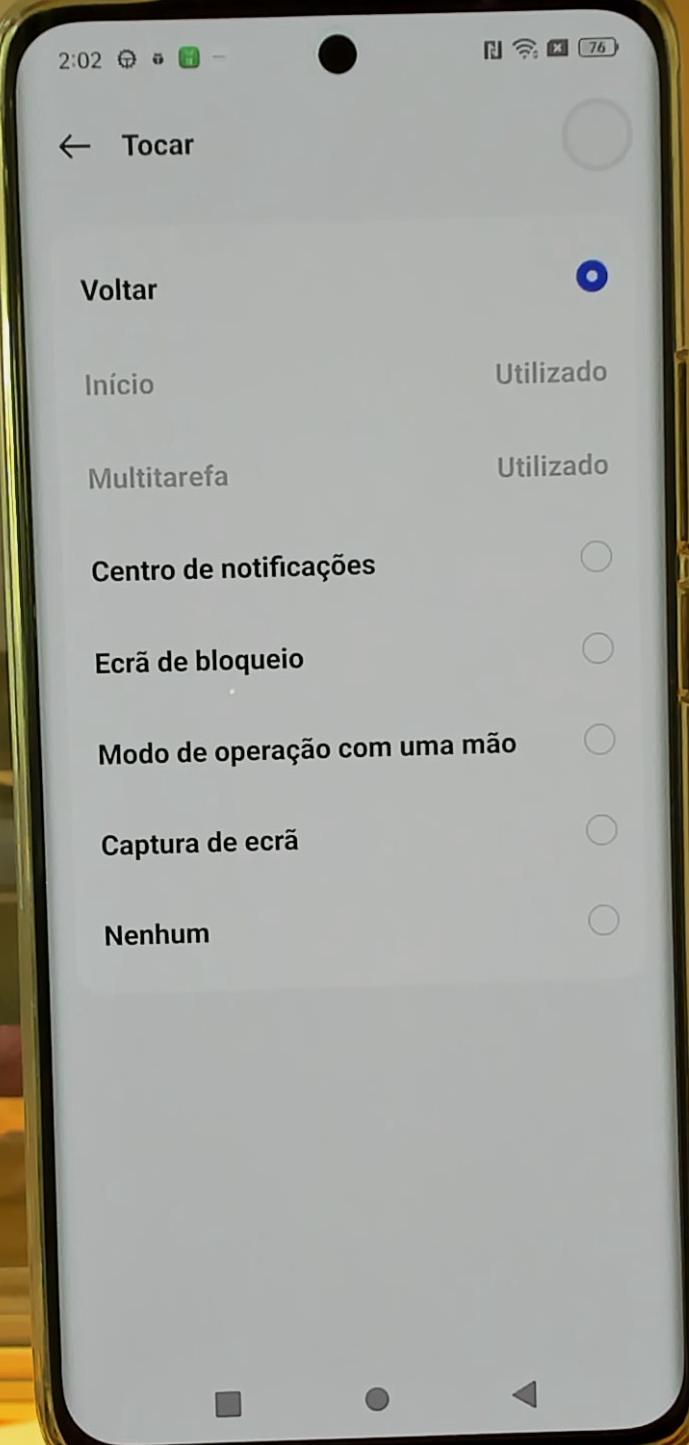 2:02
76
Tocar
Voltar
Início Utilizado
Multitarefa Utilizado
Centro de notificações
Ecrã de bloqueio
Modo de operação com uma mão
Captura de ecrã
Nenhum